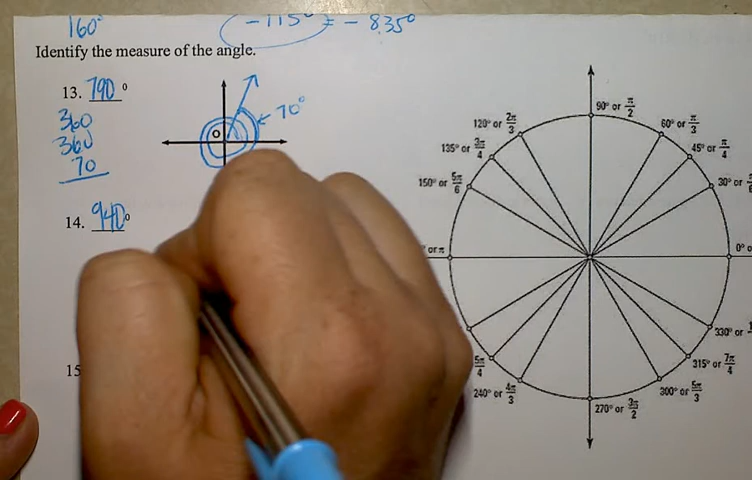 160°
-115° = -835°
Identify the measure of the angle.
13. 790 °
360
360
70
70°
14. 940°
15
90° or π/2
120° or 2π/3
60° or π/3
135° or 3π/4
45° or π/4
150° or 5π/6
30° or
or π
0° o
330° or
5π/4
315° or 7π/4
240° or 4π/3
300° or 5π/3
270° or 3π/2